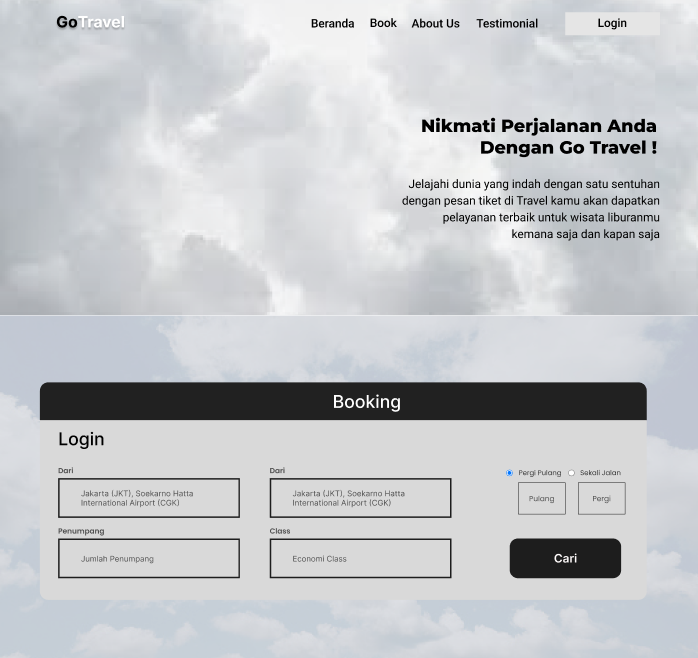 GoTravel
Beranda Book About Us Testimonial Login
Nikmati Perjalanan Anda
Dengan Go Travel !
Jelajahi dunia yang indah dengan satu sentuhan
dengan pesan tiket di Travel kamu akan dapatkan
pelayanan terbaik untuk wisata liburanmu
kemana saja dan kapan saja
Booking
Login
Dari
Jakarta (JKT), Soekarno Hatta
International Airport (CGK)
Dari
Jakarta (JKT), Soekarno Hatta
International Airport (CGK)
Pergi Pulang Sekali Jalan
Pulang Pergi
Penumpang
Jumlah Penumpang
Class
Economi Class
Cari